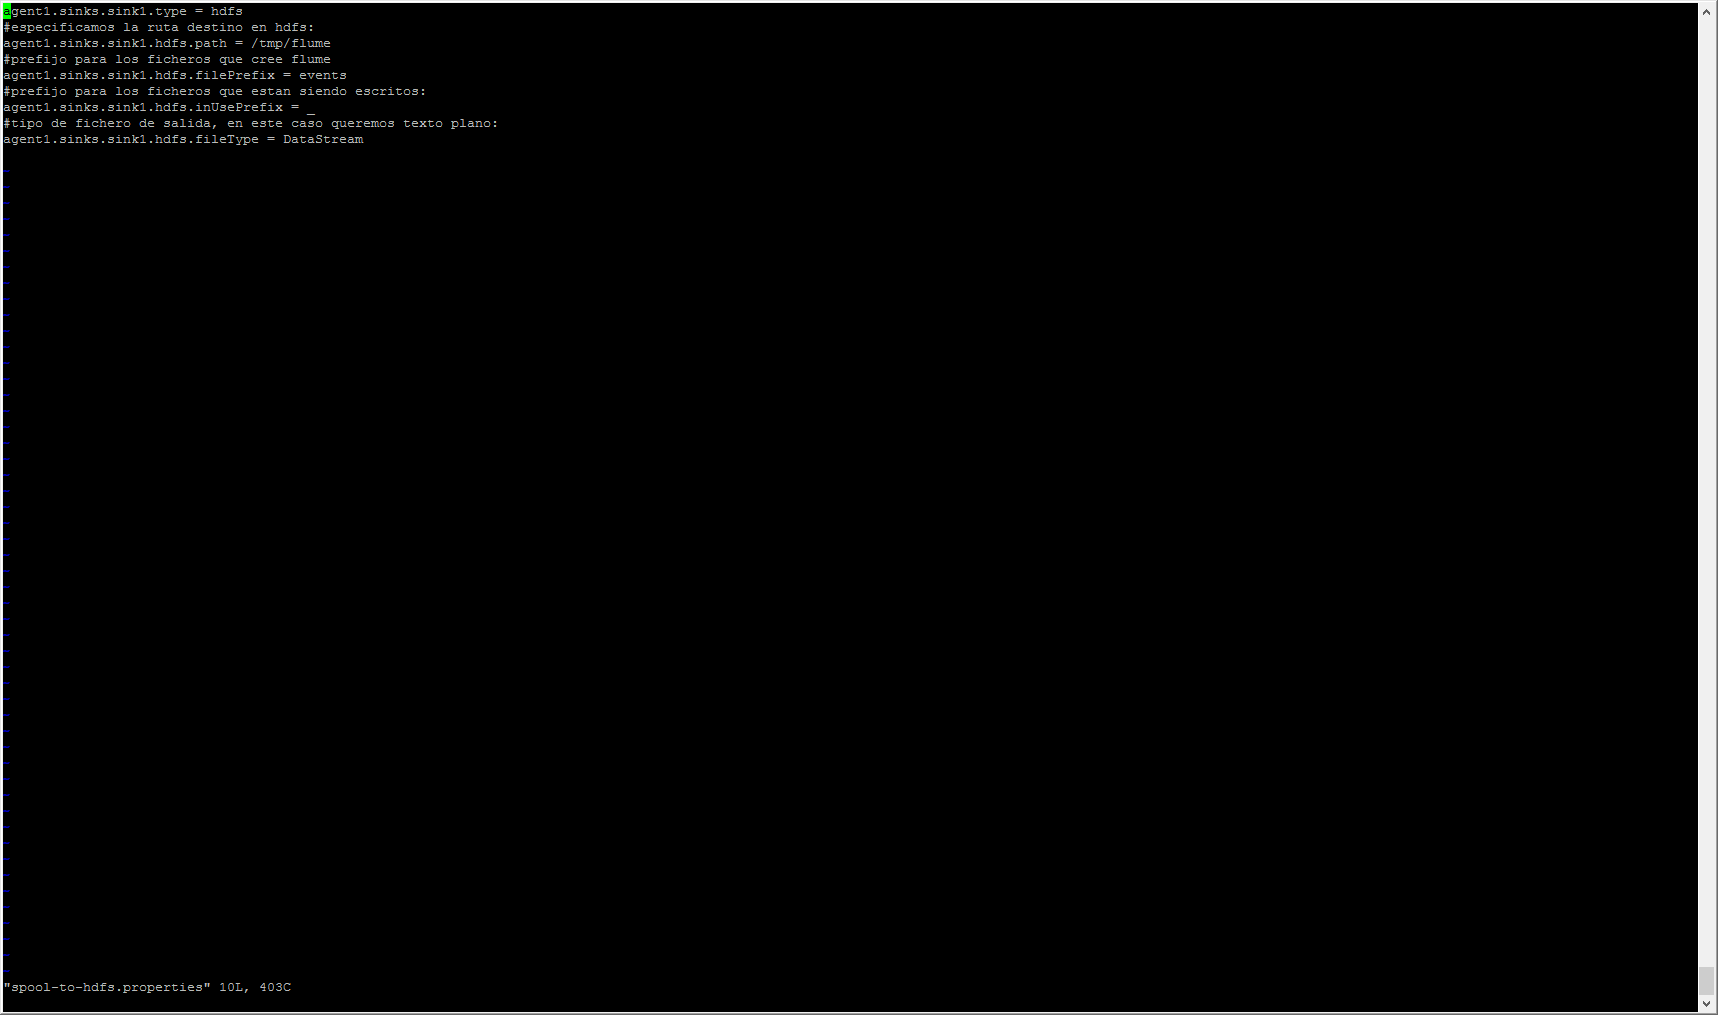 agent1.sinks.sink1.type = hdfs
#especificamos la ruta destino en hdfs:
agent1.sinks.sink1.hdfs.path = /tmp/flume
#prefijo para los ficheros que cree flume
agent1.sinks.sink1.hdfs.filePrefix = events
#prefijo para los ficheros que estan siendo escritos:
agent1.sinks.sink1.hdfs.inUsePrefix = _
#tipo de fichero de salida, en este caso queremos texto plano:
agent1.sinks.sink1.hdfs.fileType = DataStream
"spool-to-hdfs.properties" 10L, 403C